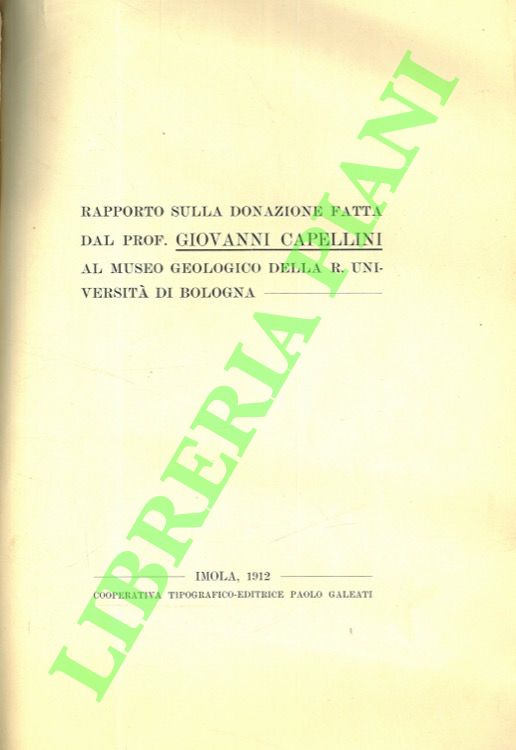 RAPPORTO SULLA DONAZIONE FATTA
DAL PROF. GIOVANNI CAPELLINI
AL MUSEO GEOLOGICO DELLA R. UNI-
VERSITÀ DI BOLOGNA
IMOLA, 1912
COOPERATIVA TIPOGRAFICO-EDITRICE PAOLO GALEATI
LIBRERIA PIANI